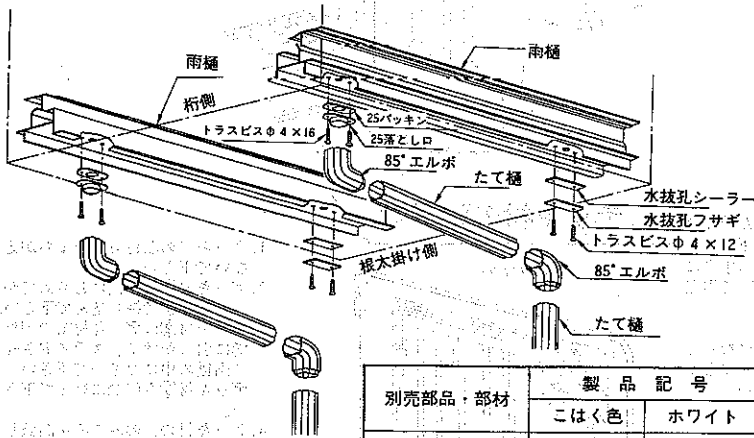 雨樋
雨樋
桁側
25パッキン
トラスビスφ4×16
25落とし口
85°エルボ
たて樋
水抜孔シーラー
水抜孔フサギ
トラスビスφ4×12
根太掛け側
85°エルボ
たて樋
別売部品・部材
製品記号
こはく色
ホワイト